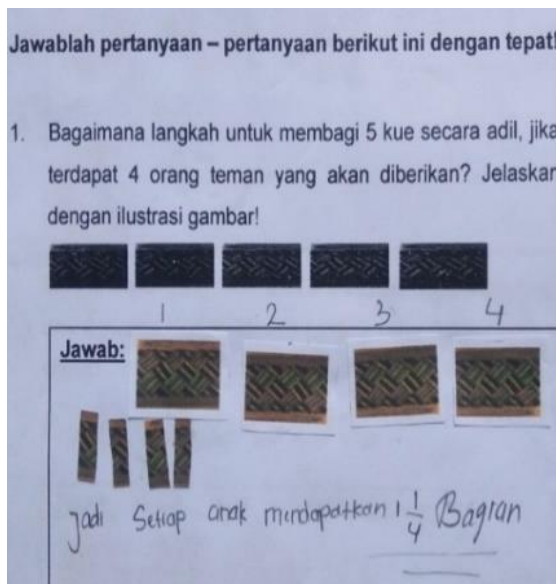 Jawablah pertanyaan – pertanyaan berikut ini dengan tepat!
1. Bagaimana langkah untuk membagi 5 kue secara adil, jika
terdapat 4 orang teman yang akan diberikan? Jelaskan
dengan ilustrasi gambar!
1 2 3 4
Jawab:
Jadi Setiap anak mendapatkan 1 1/4 Bagian